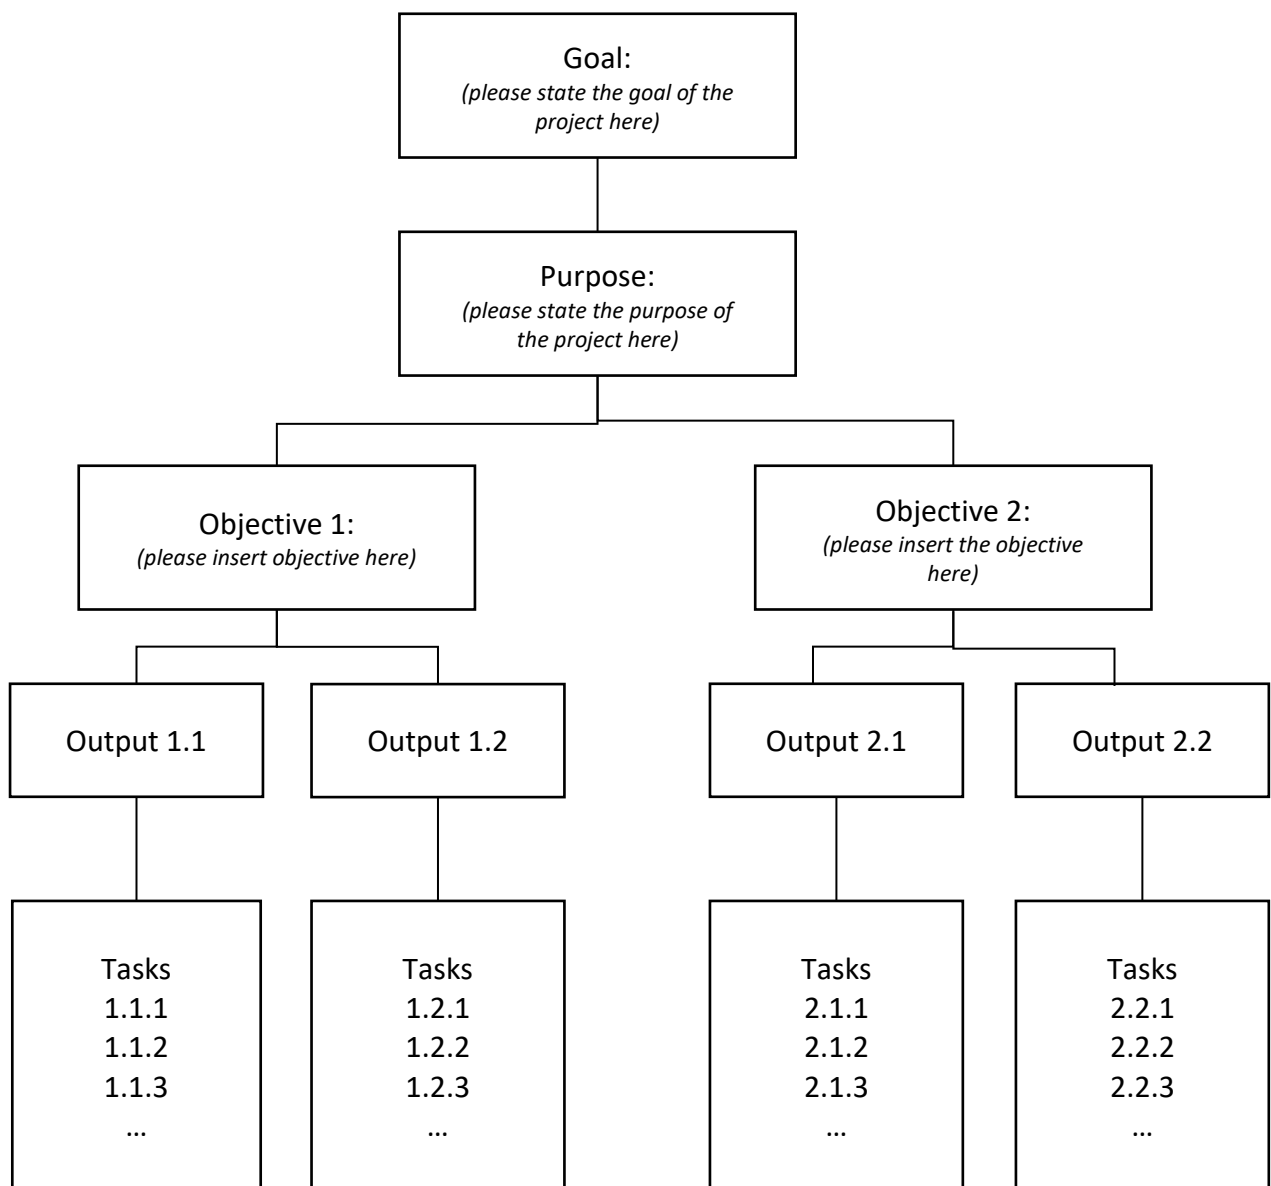 Goal:
(please state the goal of the
project here)
Purpose:
(please state the purpose of
the project here)
Objective 1:
(please insert objective here)
Objective 2:
(please insert the objective
here)
Output 1.1
Output 1.2
Output 2.1
Output 2.2
Tasks
1.1.1
1.1.2
1.1.3
...
Tasks
1.2.1
1.2.2
1.2.3
...
Tasks
2.1.1
2.1.2
2.1.3
...
Tasks
2.2.1
2.2.2
2.2.3
...